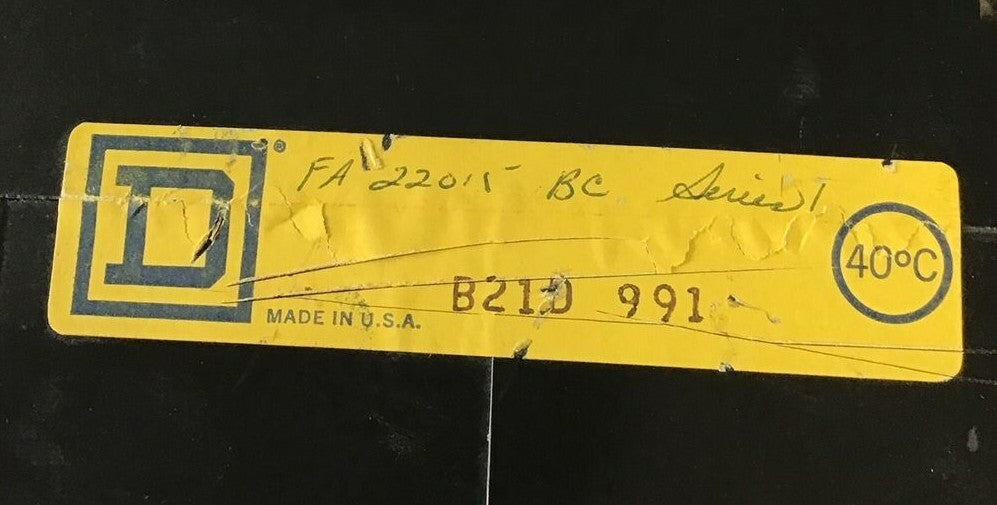 D ®
FA 22015 BC Series 1
40°C
B21D 991
MADE IN U.S.A.